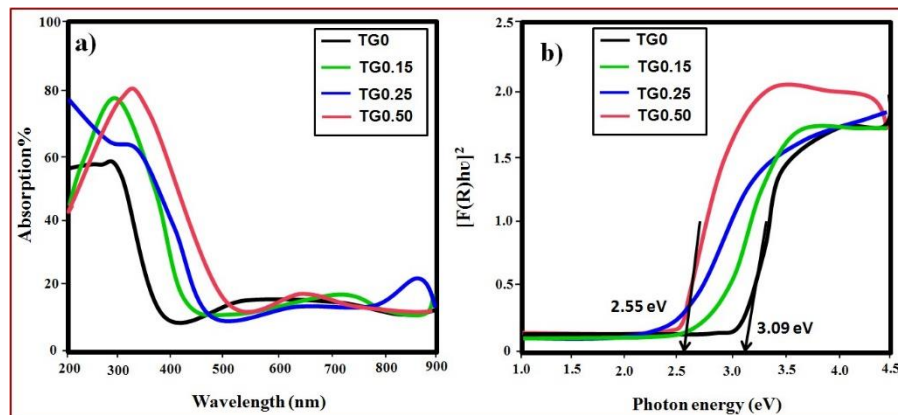 a)
TG0
TG0.15
TG0.25
TG0.50
100
80
60
40
20
10
0
Absorption%
200 300 400 500 600 700 800 900
Wavelength (nm)
b)
TG0
TG0.15
TG0.25
TG0.50
2.5
2.0
1.5
1.0
0.5
0
[F(R)hυ]²
2.55 eV
3.09 eV
1.0 1.5 2.0 2.5 3.0 3.5 4.0 4.5
Photon energy (eV)